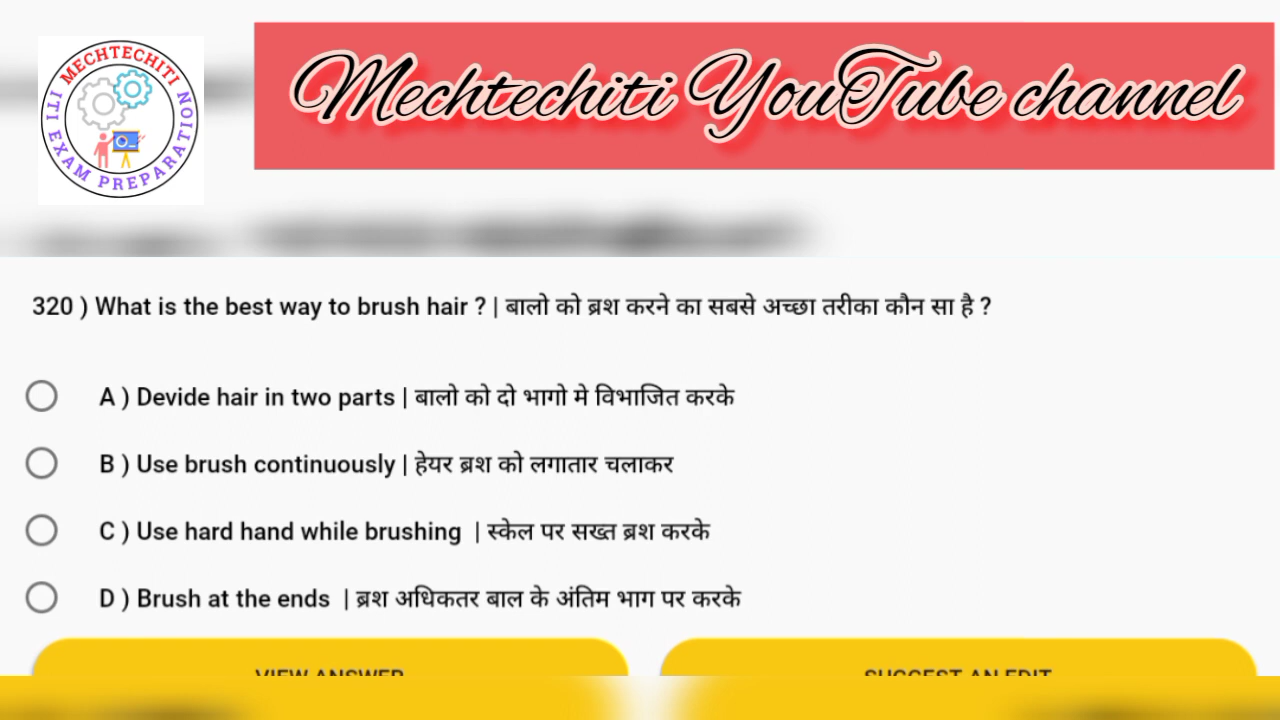 MECHTECHITI
ITI EXAM PREPARATION
Mechtechiti YouTube channel
320 ) What is the best way to brush hair ? | बालो को ब्रश करने का सबसे अच्छा तरीका कौन सा है ?
A ) Devide hair in two parts | बालो को दो भागो मे विभाजित करके
B ) Use brush continuously | हेयर ब्रश को लगातार चलाकर
C ) Use hard hand while brushing | स्केल पर सख्त ब्रश करके
D ) Brush at the ends | ब्रश अधिकतर बाल के अंतिम भाग पर करके
VIEW ANSWER
SUGGEST AN EDIT